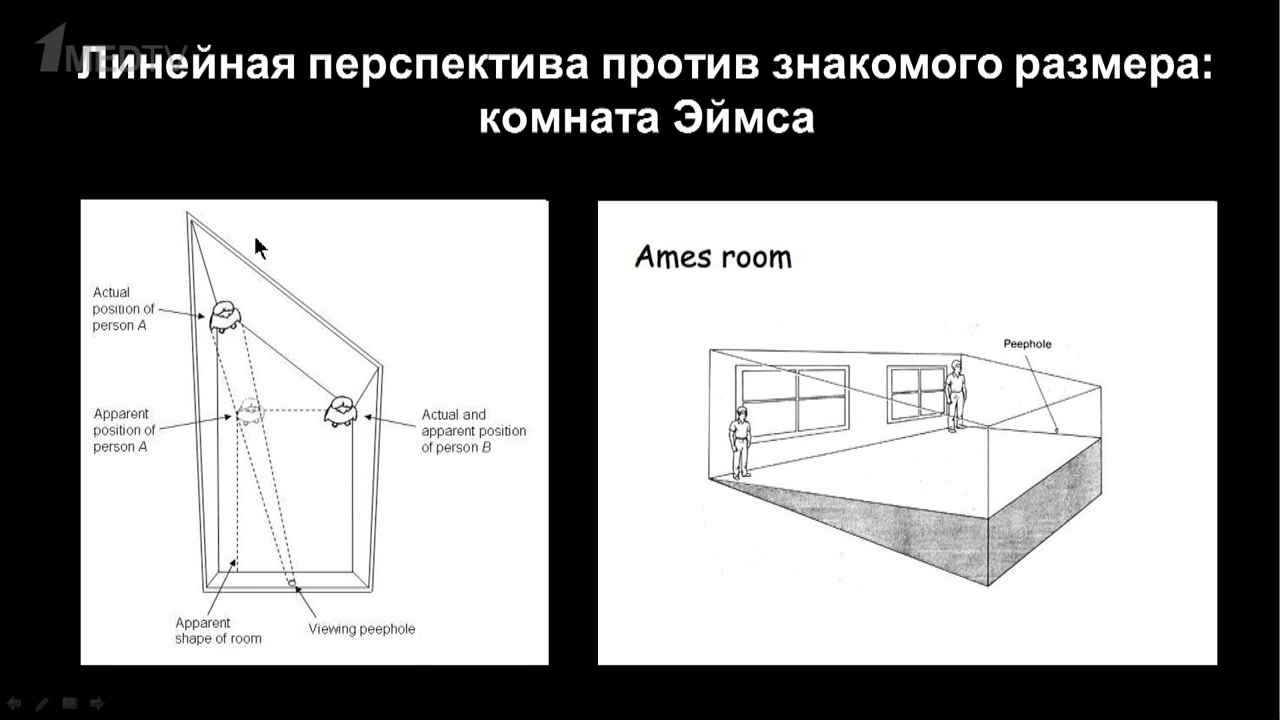 1MEDTV
Линейная перспектива против знакомого размера:
комната Эймса
Actual
position of
person A
Apparent
position of
person A
Actual and
apparent position
of person B
Apparent
shape of room
Viewing peephole
Ames room
Peephole